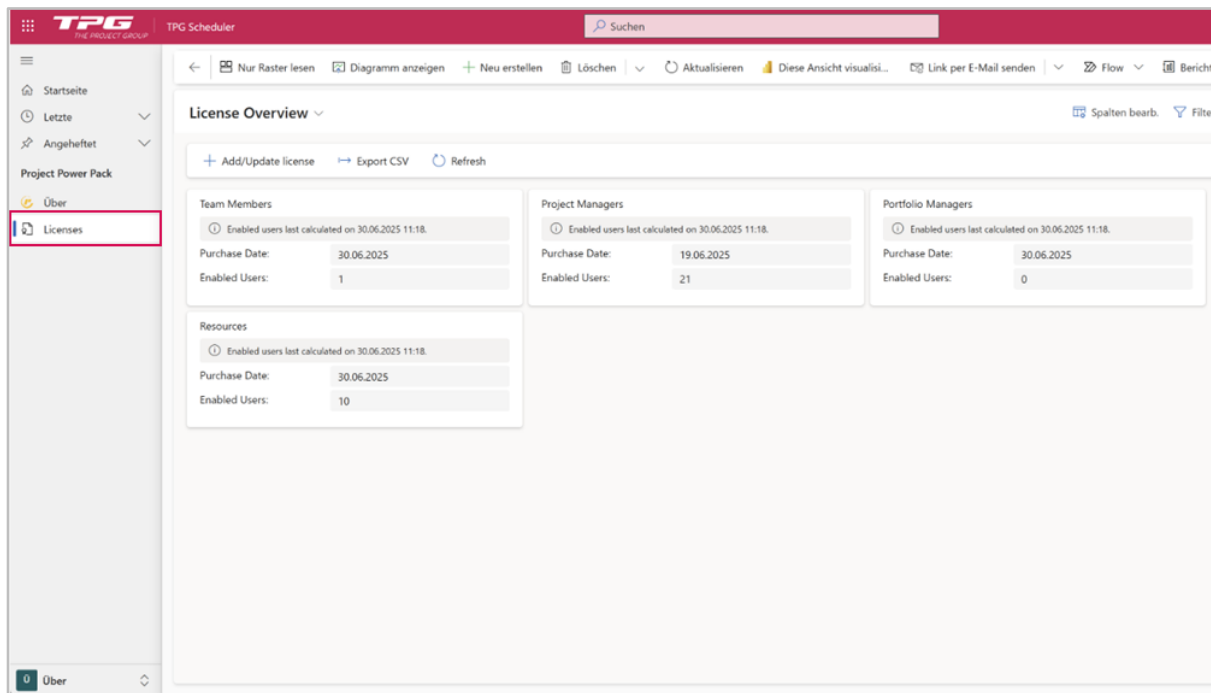 TPG
THE PROJECT GROUP
TPG Scheduler
Suchen
Startseite
Letzte
Angeheftet
Project Power Pack
Über
Licenses
Nur Raster lesen
Diagramm anzeigen
Neu erstellen
Löschen
Aktualisieren
Diese Ansicht visualisi...
Link per E-Mail senden
Flow
Bericht
License Overview
Spalten bearb.
Filte
Add/Update license
Export CSV
Refresh
Team Members
Enabled users last calculated on 30.06.2025 11:18.
Purchase Date: 30.06.2025
Enabled Users: 1
Project Managers
Enabled users last calculated on 30.06.2025 11:18.
Purchase Date: 19.06.2025
Enabled Users: 21
Portfolio Managers
Enabled users last calculated on 30.06.2025 11:18.
Purchase Date: 30.06.2025
Enabled Users: 0
Resources
Enabled users last calculated on 30.06.2025 11:18.
Purchase Date: 30.06.2025
Enabled Users: 10
Ü Über